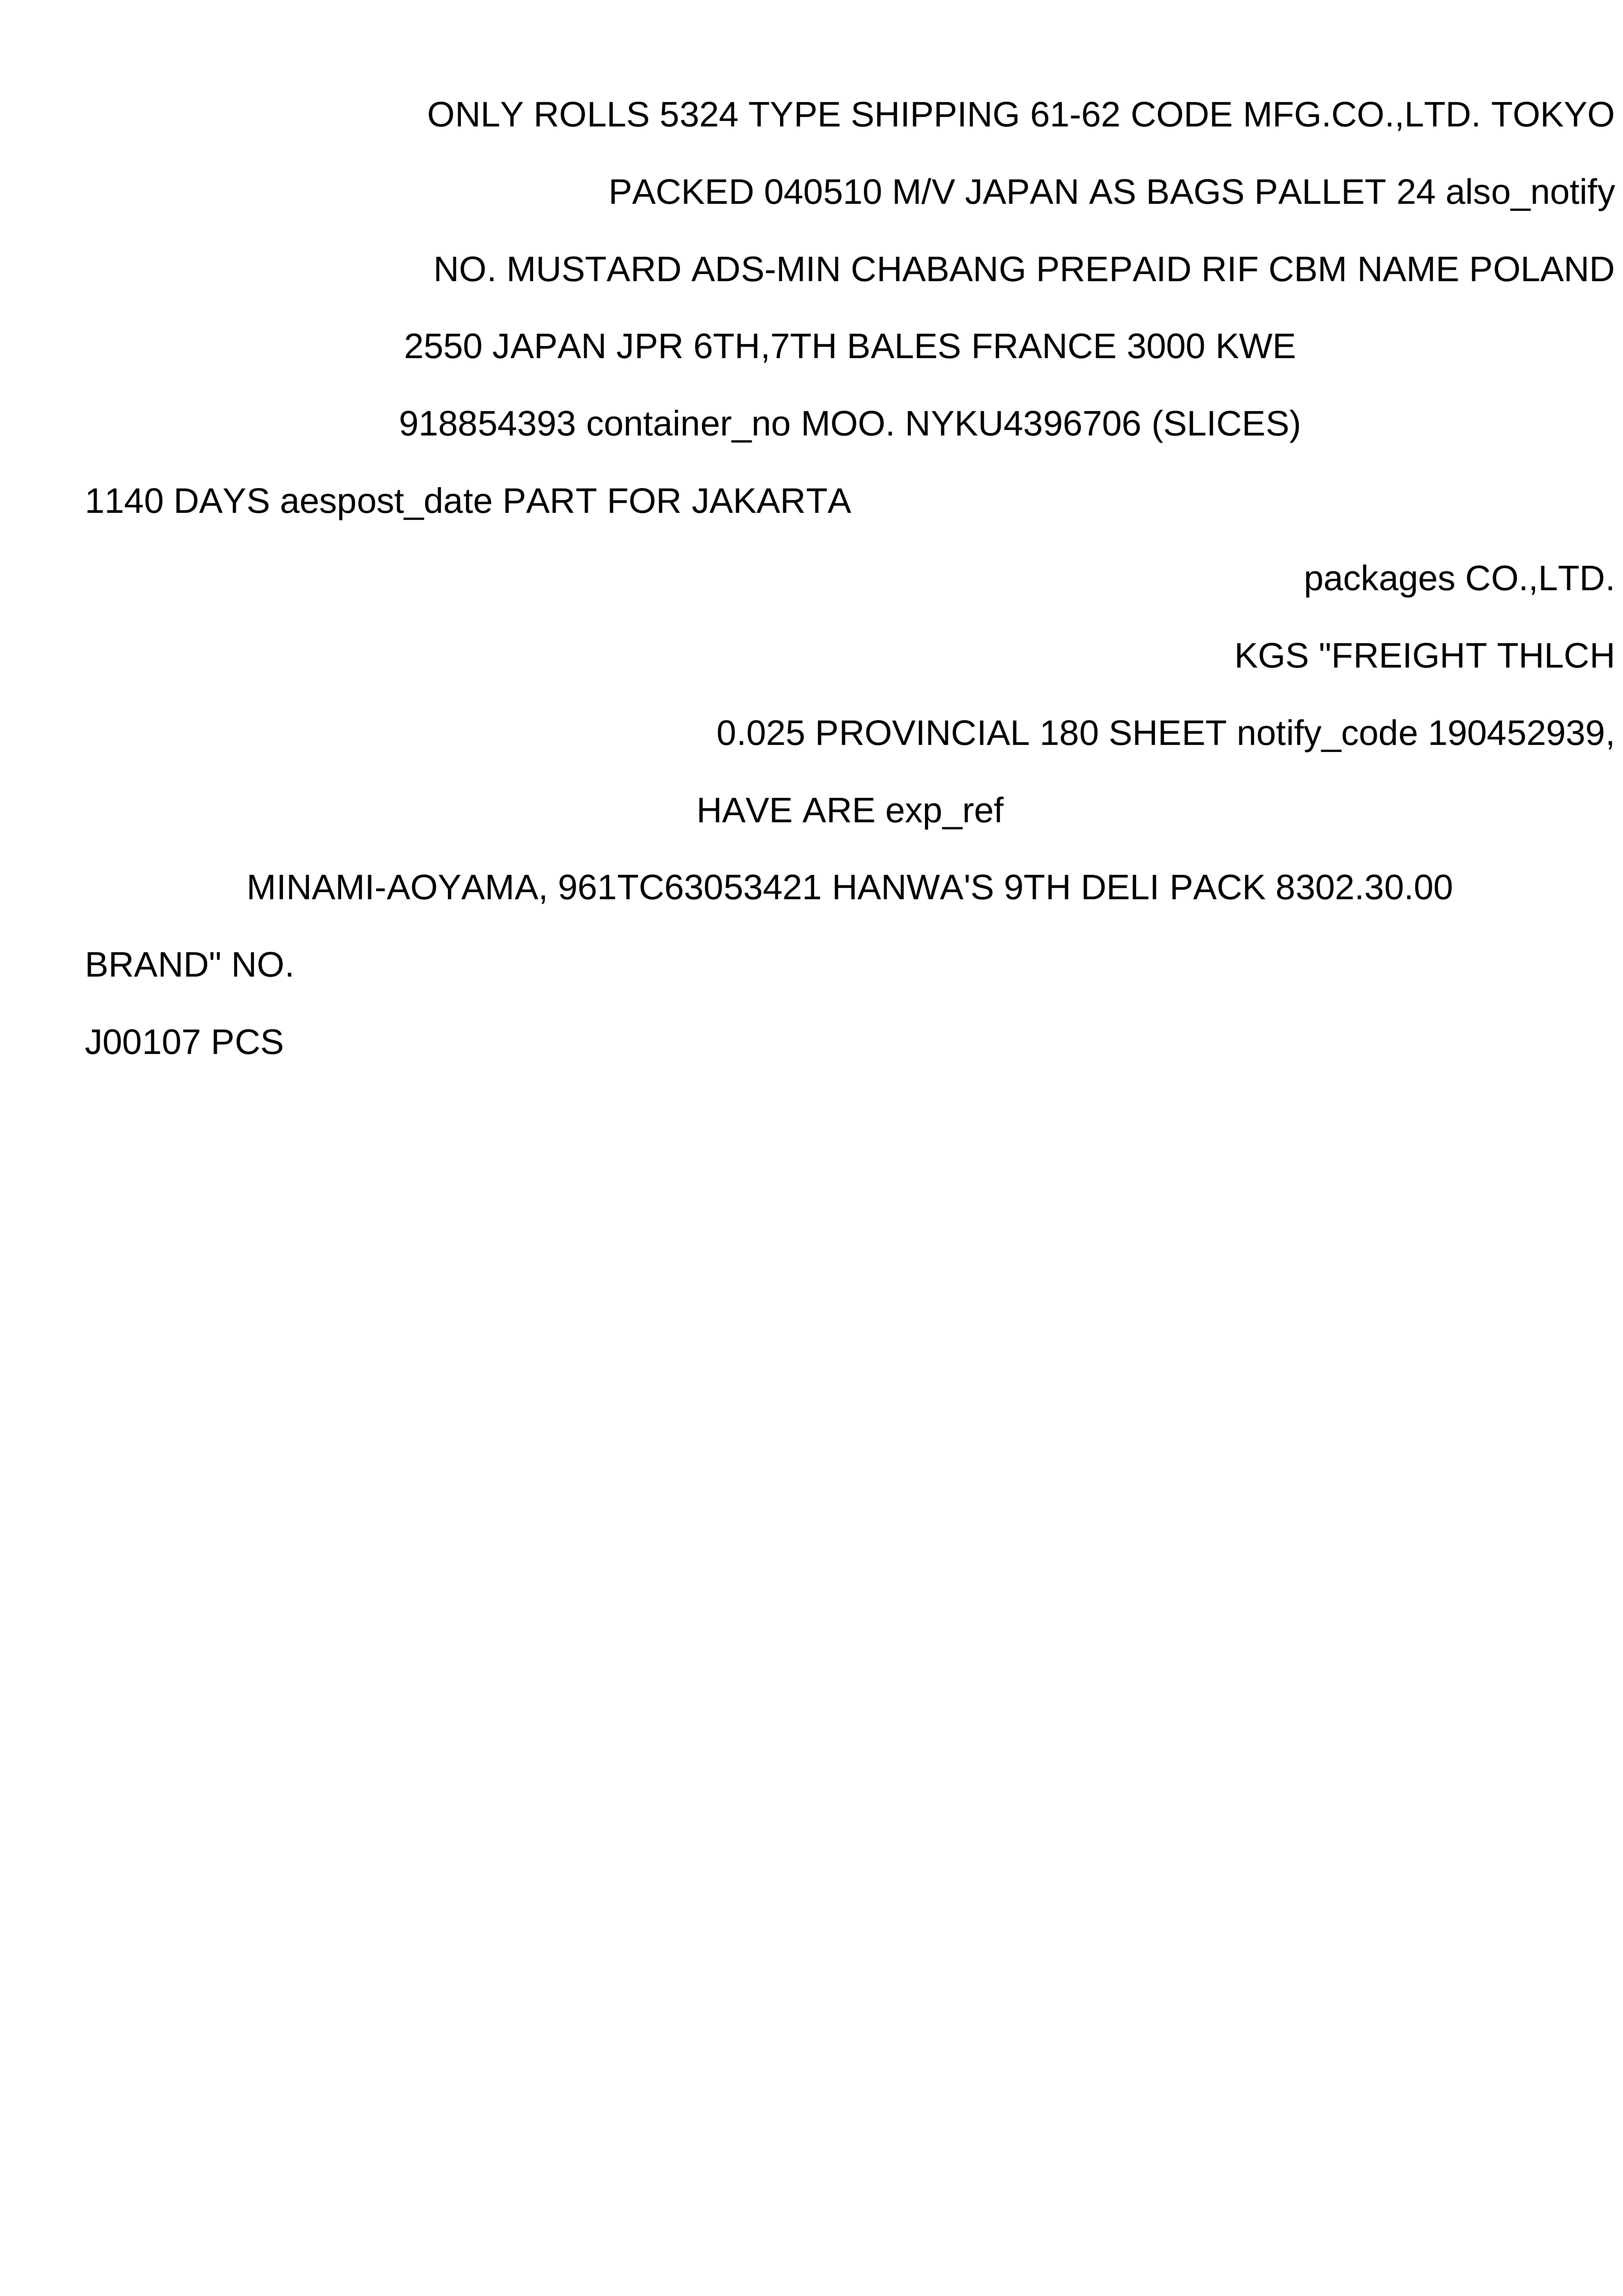 ONLY ROLLS 5324 TYPE SHIPPING 61-62 CODE MFG.CO.,LTD. TOKYO
PACKED 040510 M/V JAPAN AS BAGS PALLET 24 also_notify
NO. MUSTARD ADS-MIN CHABANG PREPAID RIF CBM NAME POLAND
2550 JAPAN JPR 6TH,7TH BALES FRANCE 3000 KWE
918854393 container_no MOO. NYKU4396706 (SLICES)
1140 DAYS aespost_date PART FOR JAKARTA
packages CO.,LTD.
KGS "FREIGHT THLCH
0.025 PROVINCIAL 180 SHEET notify_code 190452939,
HAVE ARE exp_ref
MINAMI-AOYAMA, 961TC63053421 HANWA'S 9TH DELI PACK 8302.30.00
BRAND" NO.
J00107 PCS